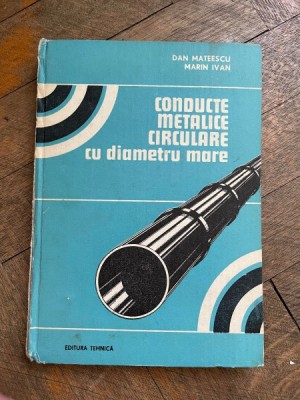 DAN MATEESCU
MARIN IVAN
CONDUCTE
METALICE
CIRCULARE
cu diametru mare
EDITURA TEHNICĂ